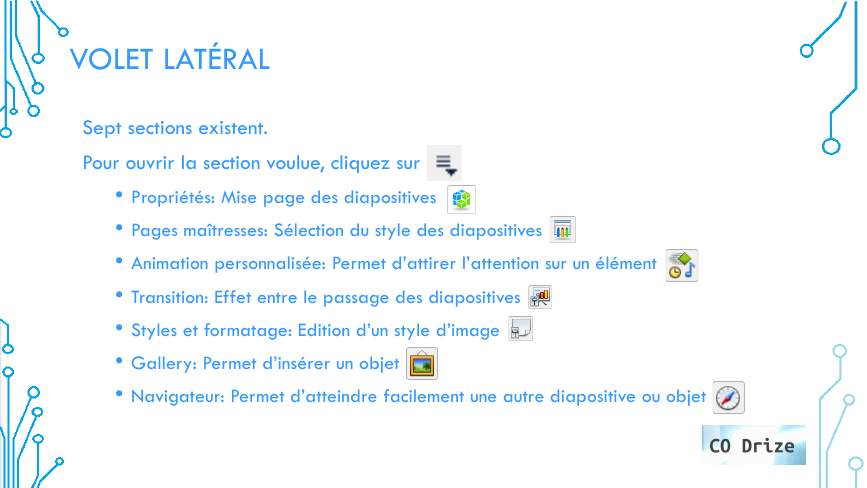 VOLET LATÉRAL
Sept sections existent.
Pour ouvrir la section voulue, cliquez sur
• Propriétés: Mise page des diapositives
• Pages maîtresses: Sélection du style des diapositives
• Animation personnalisée: Permet d'attirer l'attention sur un élément
• Transition: Effet entre le passage des diapositives
• Styles et formatage: Edition d'un style d'image
• Gallery: Permet d'insérer un objet
• Navigateur: Permet d'atteindre facilement une autre diapositive ou objet
CO Drize